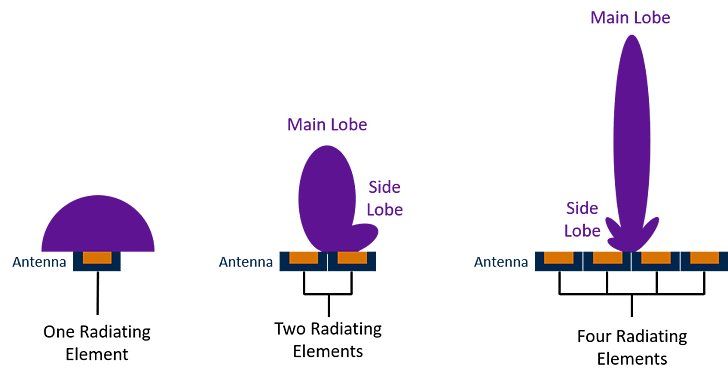 Main Lobe
Main Lobe
Side
Lobe
Side
Lobe
Antenna
Antenna
Antenna
One Radiating
Element
Two Radiating
Elements
Four Radiating
Elements